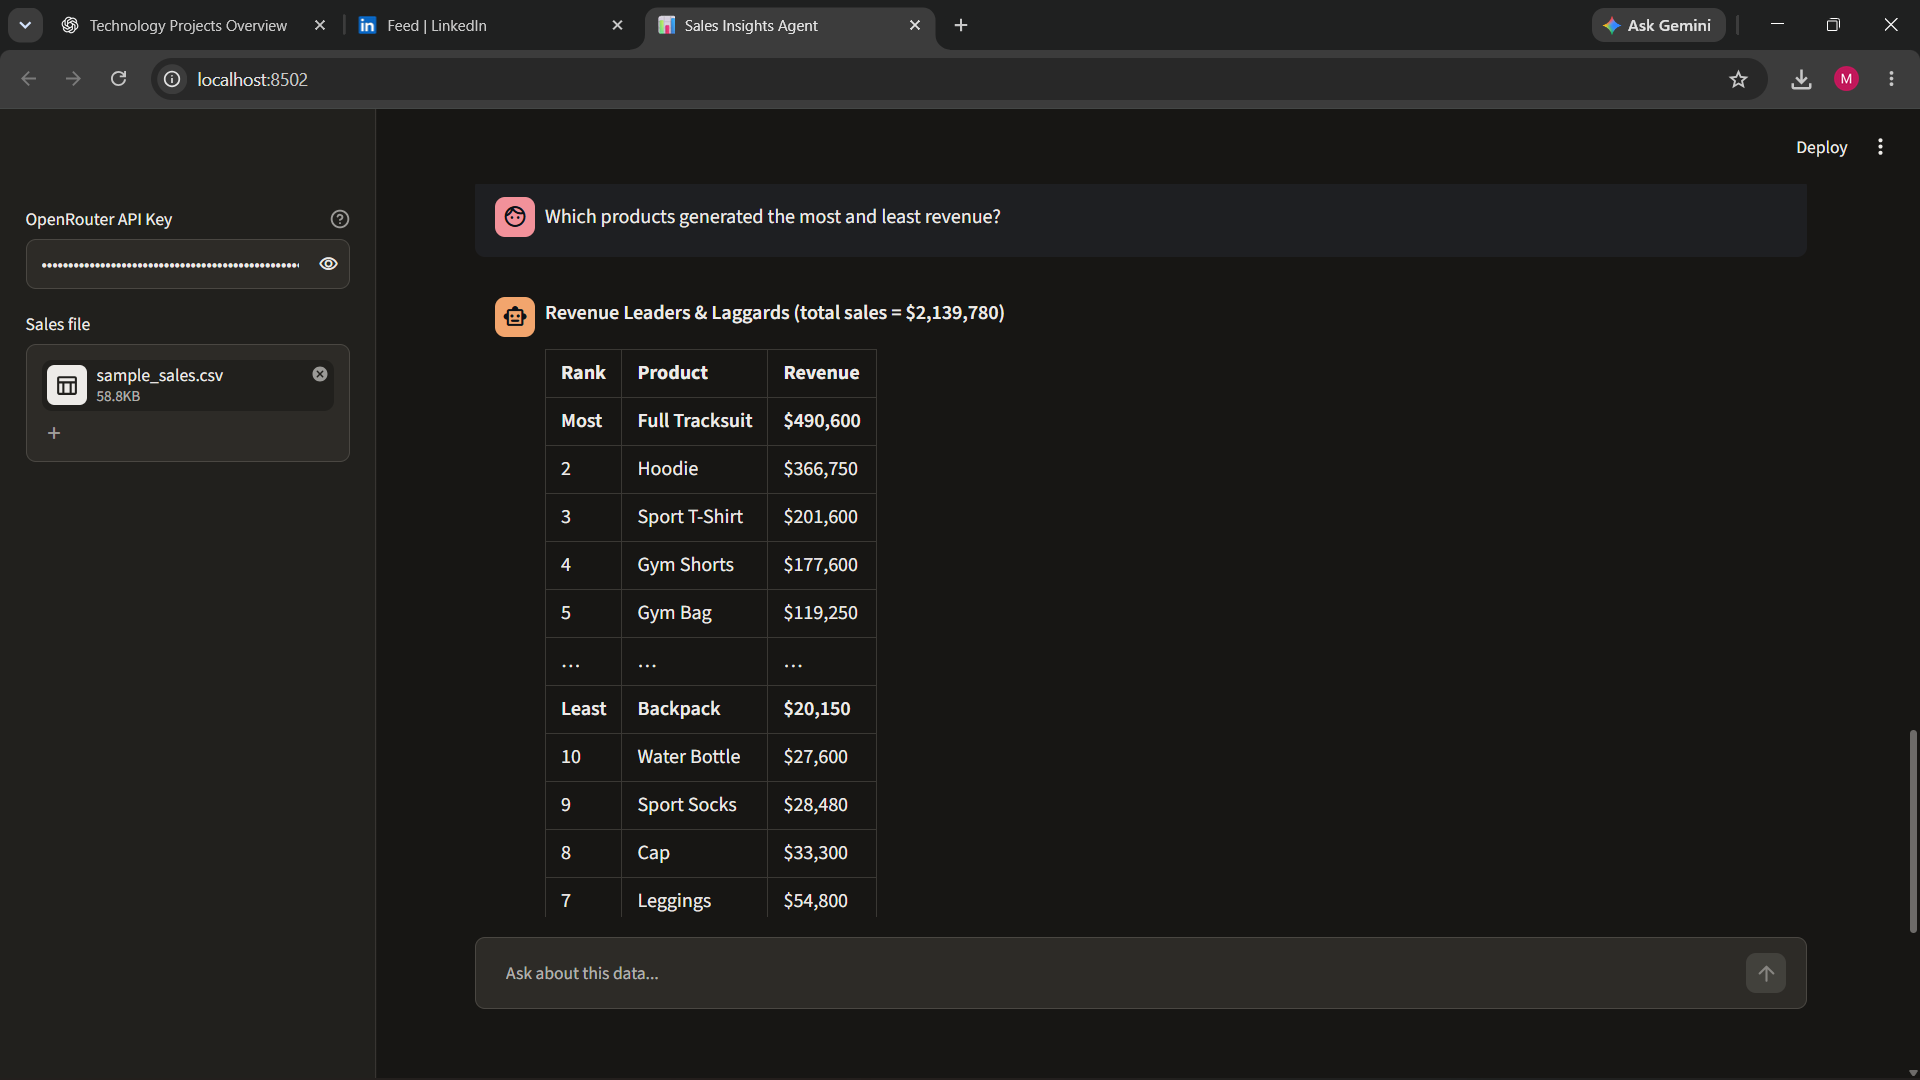 Technology Projects Overview
Feed | LinkedIn
Sales Insights Agent
Ask Gemini
localhost:8502
M
Deploy
OpenRouter API Key
Sales file
sample_sales.csv
58.8KB
Which products generated the most and least revenue?
Revenue Leaders & Laggards (total sales = $2,139,780)
Rank Product Revenue
Most Full Tracksuit $490,600
2 Hoodie $366,750
3 Sport T-Shirt $201,600
4 Gym Shorts $177,600
5 Gym Bag $119,250
… … …
Least Backpack $20,150
10 Water Bottle $27,600
9 Sport Socks $28,480
8 Cap $33,300
7 Leggings $54,800
Ask about this data...